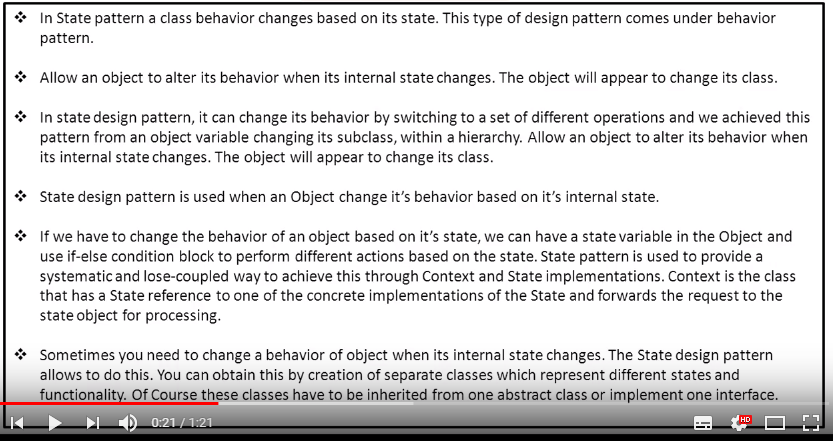 In State pattern a class behavior changes based on its state. This type of design pattern comes under behavior
pattern.
Allow an object to alter its behavior when its internal state changes. The object will appear to change its class.
In state design pattern, it can change its behavior by switching to a set of different operations and we achieved this
pattern from an object variable changing its subclass, within a hierarchy. Allow an object to alter its behavior when
its internal state changes. The object will appear to change its class.
State design pattern is used when an Object change it’s behavior based on it’s internal state.
If we have to change the behavior of an object based on it’s state, we can have a state variable in the Object and
use if-else condition block to perform different actions based on the state. State pattern is used to provide a
systematic and lose-coupled way to achieve this through Context and State implementations. Context is the class
that has a State reference to one of the concrete implementations of the State and forwards the request to the
state object for processing.
Sometimes you need to change a behavior of object when its internal state changes. The State design pattern
allows to do this. You can obtain this by creation of separate classes which represent different states and
functionality. Of Course these classes have to be inherited from one abstract class or implement one interface.
0:21 / 1:21
HD